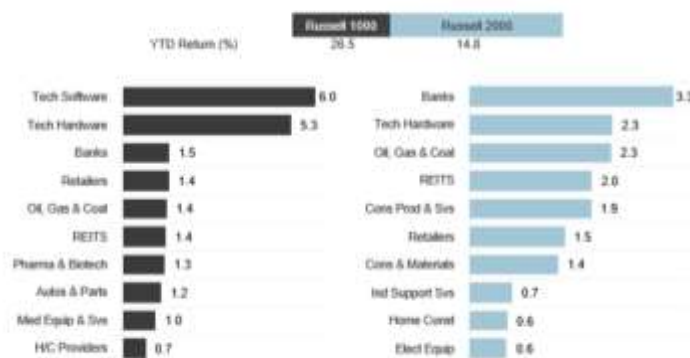 Russell 1000 Russell 2000
YTD Return (%) 26.5 14.8
Tech Software 6.0
Tech Hardware 5.3
Banks 1.5
Retailers 1.4
Oil, Gas & Coal 1.4
REITS 1.4
Pharma & Biotech 1.3
Autos & Parts 1.2
Med Equip & Svs 1.0
H/C Providers 0.7
Banks 3.3
Tech Hardware 2.3
Oil, Gas & Coal 2.3
REITS 2.0
Cons Prod & Svs 1.9
Retailers 1.5
Cons & Materials 1.4
Ind Support Svs 0.7
Home Const 0.6
Elect Equip 0.6